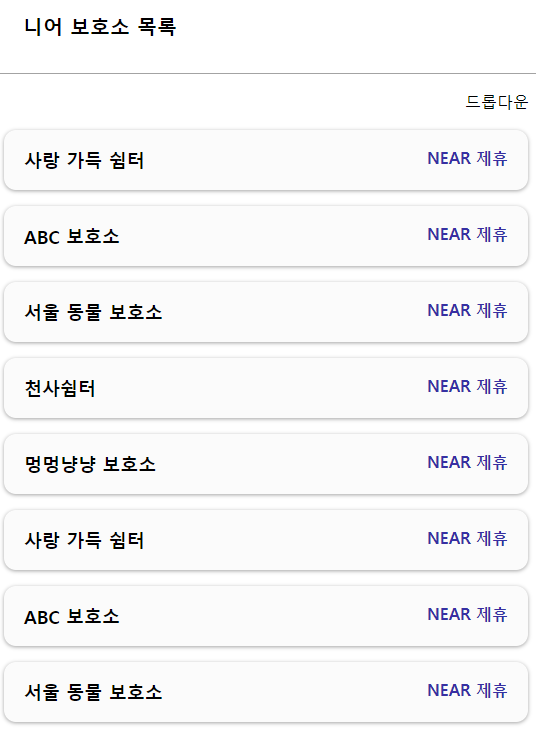 니어 보호소 목록
드롭다운
사랑 가득 쉼터 NEAR 제휴
ABC 보호소 NEAR 제휴
서울 동물 보호소 NEAR 제휴
천사쉼터 NEAR 제휴
멍멍냥냥 보호소 NEAR 제휴
사랑 가득 쉼터 NEAR 제휴
ABC 보호소 NEAR 제휴
서울 동물 보호소 NEAR 제휴